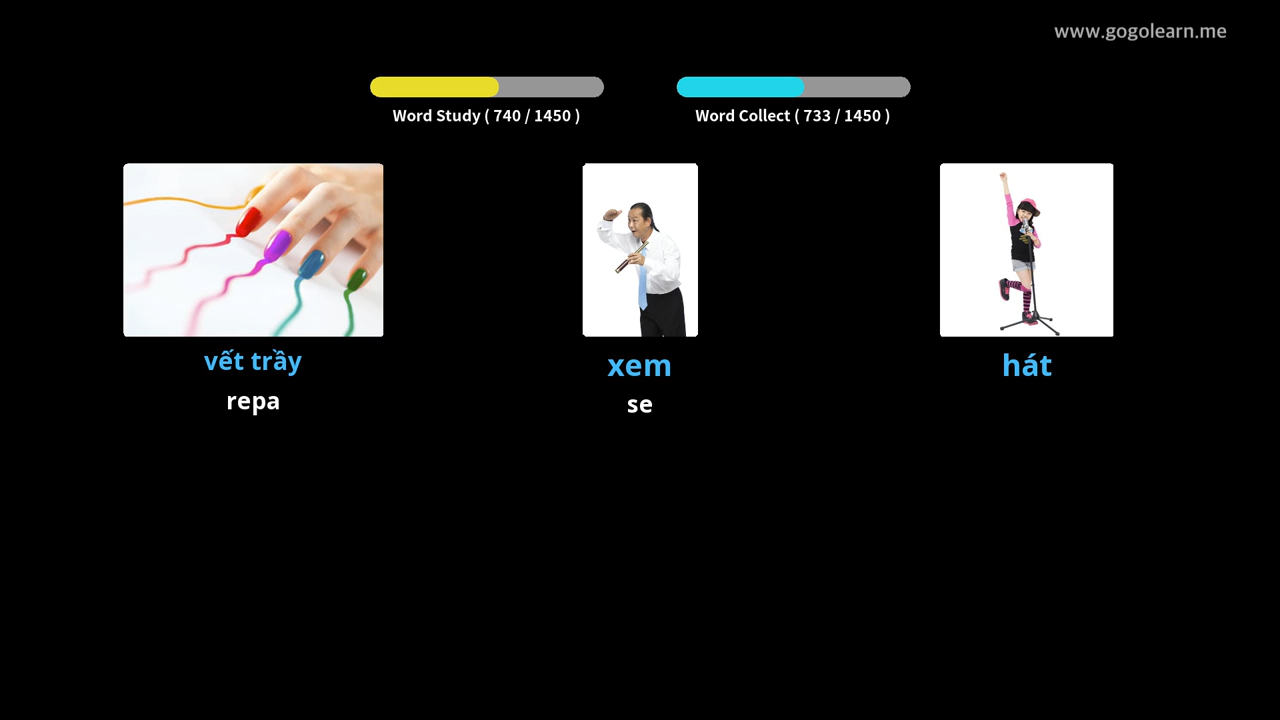 www.gogolearn.me
Word Study ( 740 / 1450 )
Word Collect ( 733 / 1450 )
vết trầy
xem
hát
repa
se